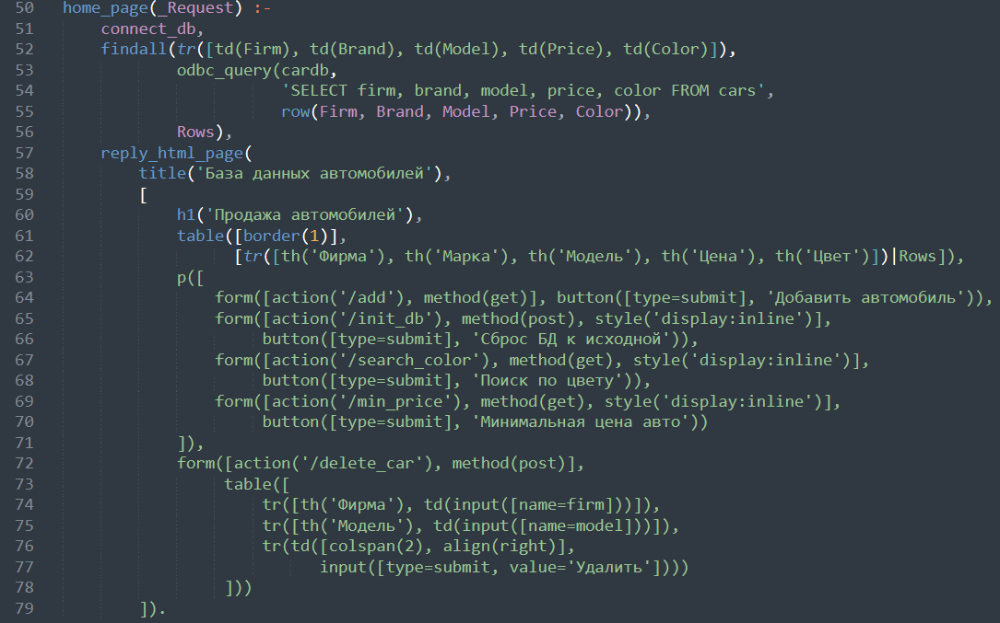 50 home_page(_Request) :-
51     connect_db,
52     findall(tr([td(Firm), td(Brand), td(Model), td(Price), td(Color)]),
53             odbc_query(cardb,
54                        'SELECT firm, brand, model, price, color FROM cars',
55                        row(Firm, Brand, Model, Price, Color)),
56             Rows),
57     reply_html_page(
58         title('База данных автомобилей'),
59         [
60             h1('Продажа автомобилей'),
61             table([border(1)],
62                   [tr([th('Фирма'), th('Марка'), th('Модель'), th('Цена'), th('Цвет')])|Rows]),
63             p([
64                 form([action('/add'), method(get)], button([type=submit], 'Добавить автомобиль')),
65                 form([action('/init_db'), method(post), style('display:inline')],
66                      button([type=submit], 'Сброс БД к исходной')),
67                 form([action('/search_color'), method(get), style('display:inline')],
68                      button([type=submit], 'Поиск по цвету')),
69                 form([action('/min_price'), method(get), style('display:inline')],
70                      button([type=submit], 'Минимальная цена авто'))
71             ]),
72             form([action('/delete_car'), method(post)],
73                  table([
74                      tr([th('Фирма'), td(input([name=firm]))]),
75                      tr([th('Модель'), td(input([name=model]))]),
76                      tr(td([colspan(2), align(right)],
77                            input([type=submit, value='Удалить'])))
78                  ]))
79         ]).